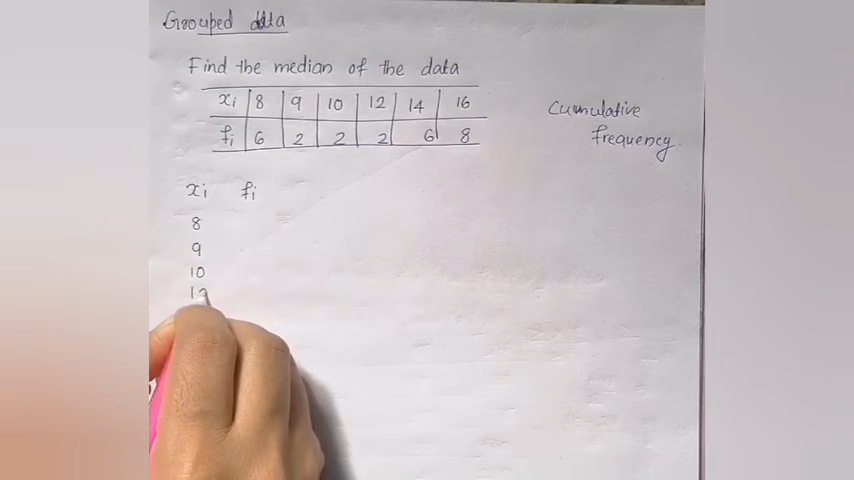 Grouped data
Find the median of the data
xi 8 9 10 12 14 16
fi 6 2 2 2 6 8
Cumulative
frequency
xi fi
8
9
10
12